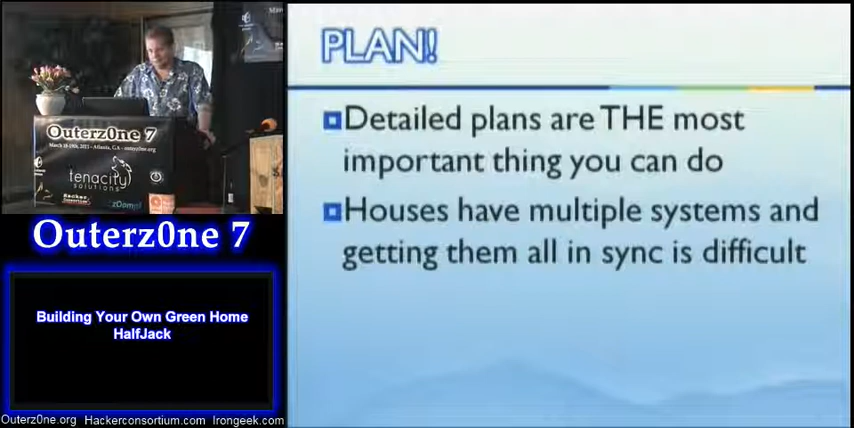 PLAN!
Detailed plans are THE most
important thing you can do
Houses have multiple systems and
getting them all in sync is difficult
Outerz0ne 7
tenacity
solutions
Outerz0ne 7
Building Your Own Green Home
HalfJack
Outerz0ne.org Hackerconsortium.com Irongeek.com